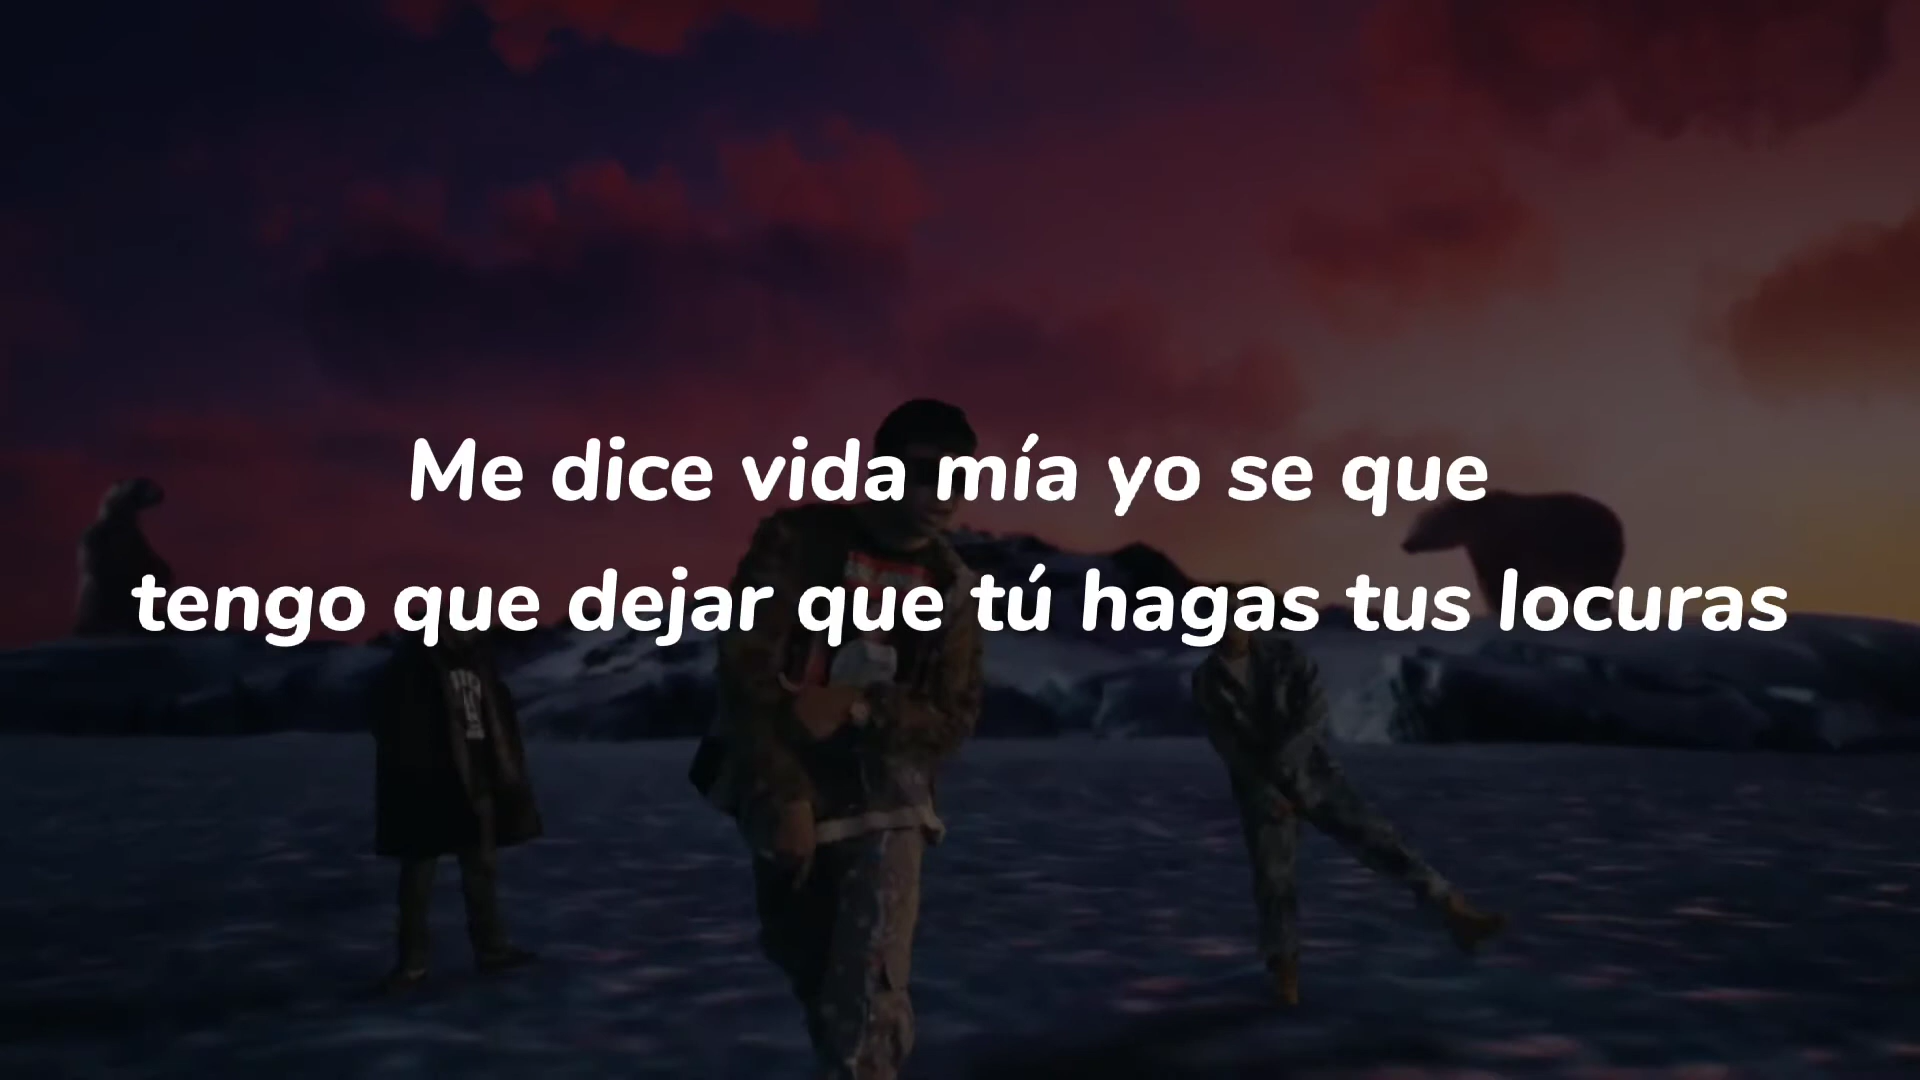 Me dice vida mía yo se que
tengo que dejar que tú hagas tus locuras